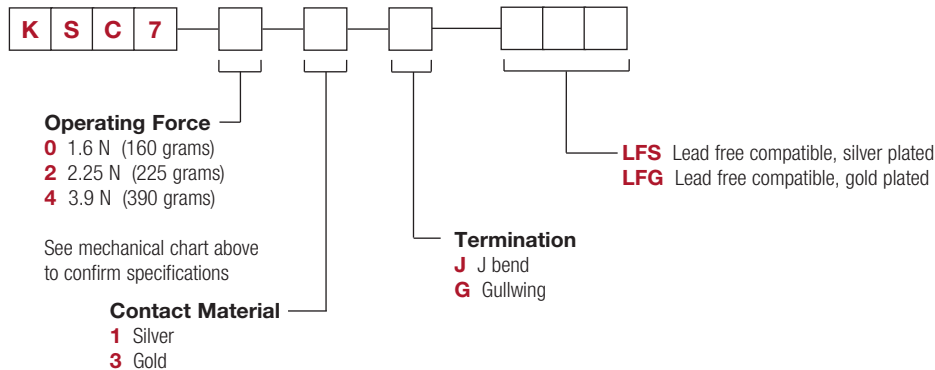 K S C 7
Operating Force
0 1.6 N (160 grams)
2 2.25 N (225 grams)
4 3.9 N (390 grams)
See mechanical chart above
to confirm specifications
Contact Material
1 Silver
3 Gold
Termination
J J bend
G Gullwing
LFS Lead free compatible, silver plated
LFG Lead free compatible, gold plated